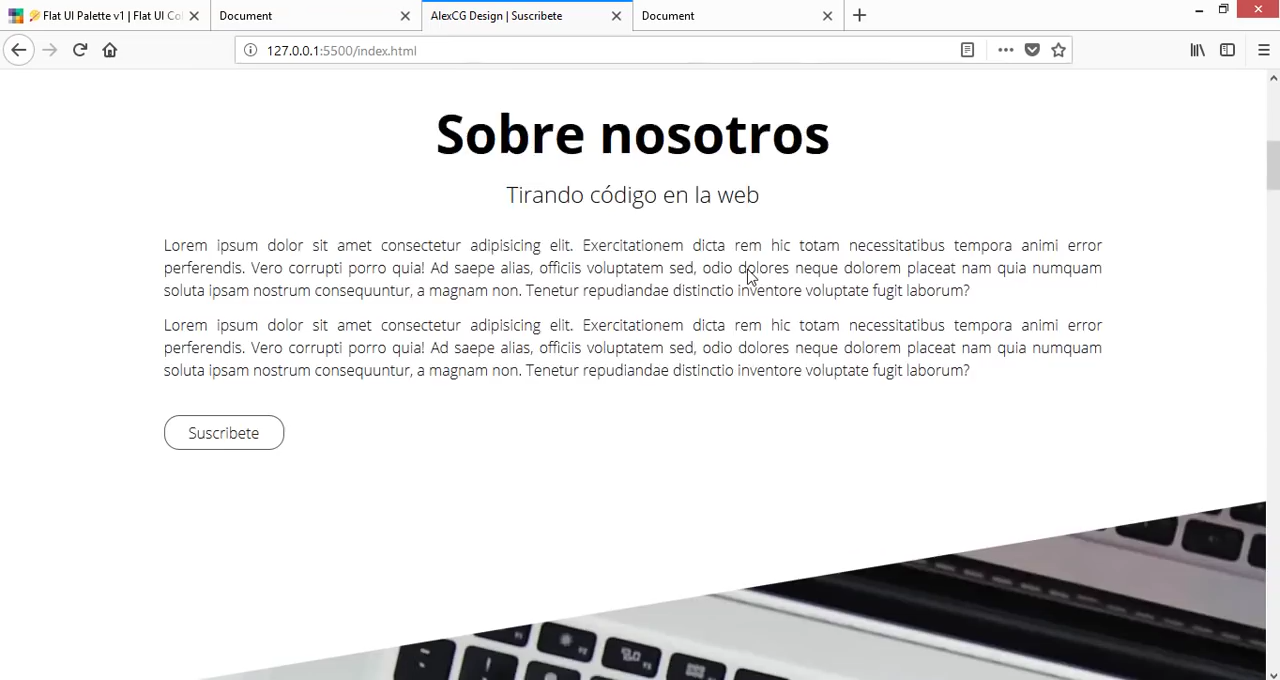 Flat UI Palette v1 | Flat UI Co
Document
AlexCG Design | Suscribete
Document
127.0.0.1:5500/index.html
Sobre nosotros
Tirando código en la web
Lorem ipsum dolor sit amet consectetur adipisicing elit. Exercitationem dicta rem hic totam necessitatibus tempora animi error
perferendis. Vero corrupti porro quia! Ad saepe alias, officiis voluptatem sed, odio dolores neque dolorem placeat nam quia numquam
soluta ipsam nostrum consequuntur, a magnam non. Tenetur repudiandae distinctio inventore voluptate fugit laborum?
Lorem ipsum dolor sit amet consectetur adipisicing elit. Exercitationem dicta rem hic totam necessitatibus tempora animi error
perferendis. Vero corrupti porro quia! Ad saepe alias, officiis voluptatem sed, odio dolores neque dolorem placeat nam quia numquam
soluta ipsam nostrum consequuntur, a magnam non. Tenetur repudiandae distinctio inventore voluptate fugit laborum?
Suscribete